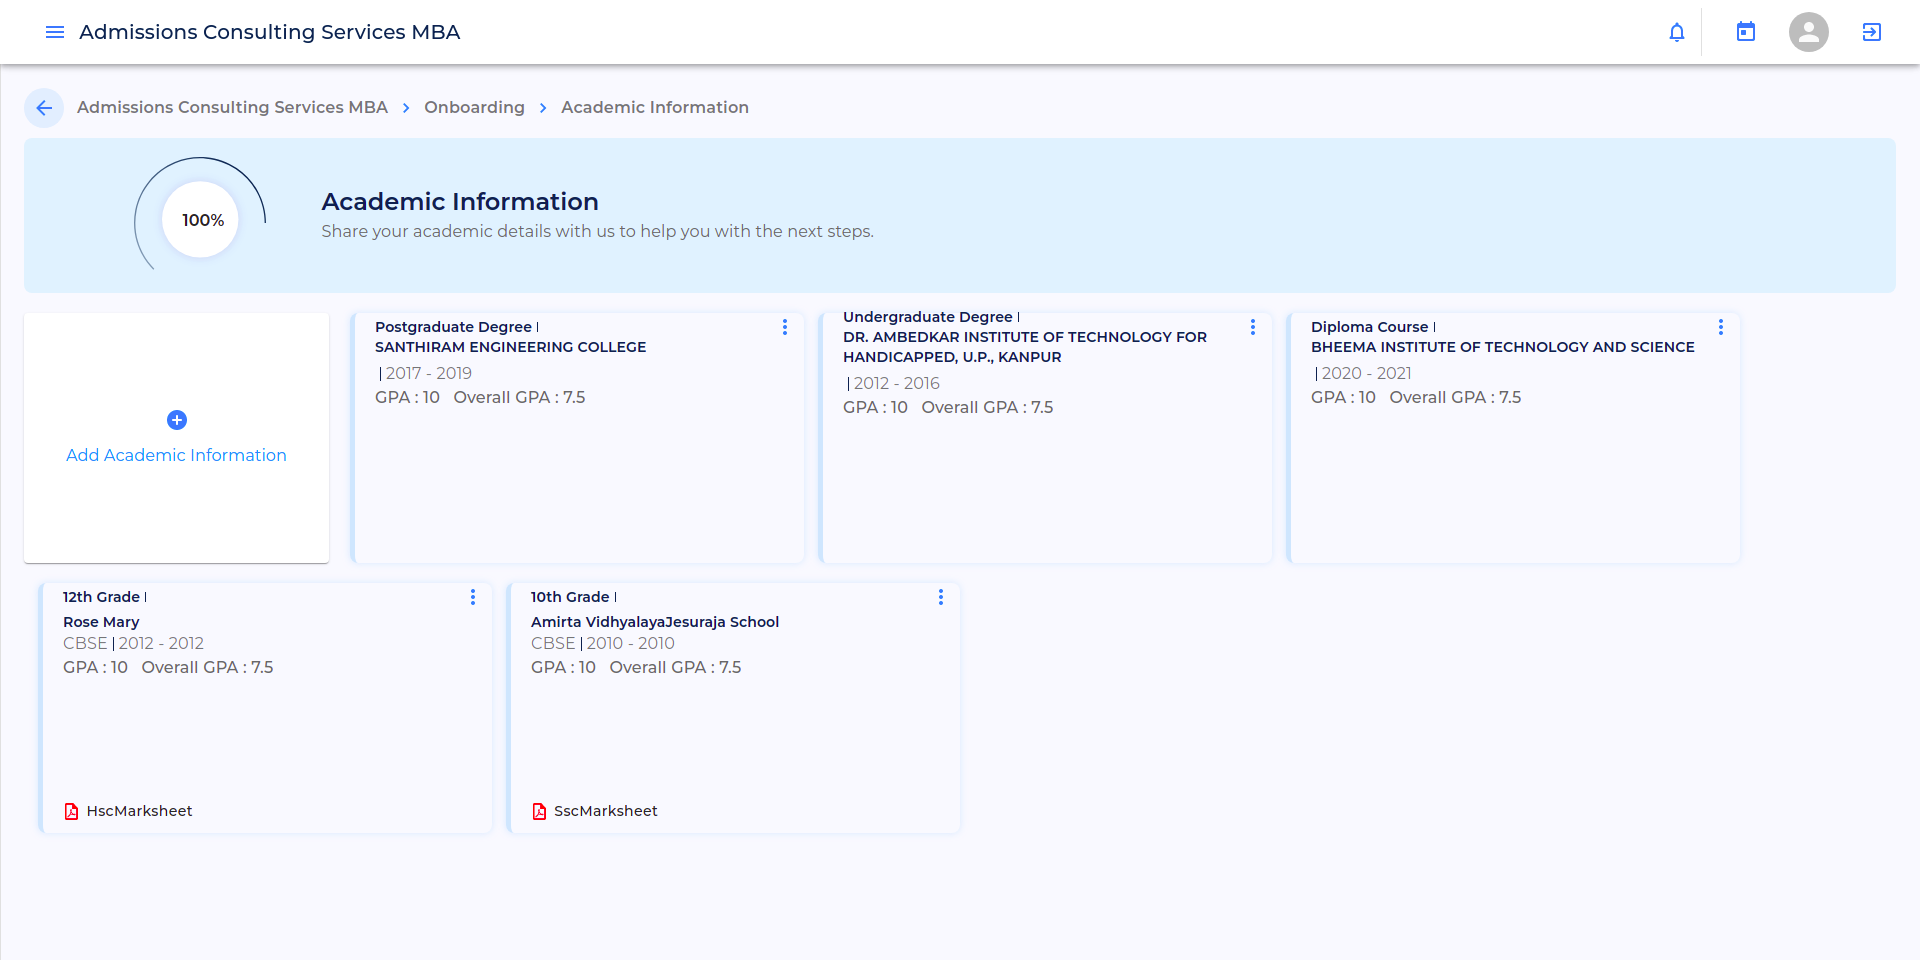 Admissions Consulting Services MBA
Admissions Consulting Services MBA > Onboarding > Academic Information
100%
Academic Information
Share your academic details with us to help you with the next steps.
Add Academic Information
Postgraduate Degree |
SANTHIRAM ENGINEERING COLLEGE
| 2017 - 2019
GPA : 10 Overall GPA : 7.5
Undergraduate Degree |
DR. AMBEDKAR INSTITUTE OF TECHNOLOGY FOR
HANDICAPPED, U.P., KANPUR
| 2012 - 2016
GPA : 10 Overall GPA : 7.5
Diploma Course |
BHEEMA INSTITUTE OF TECHNOLOGY AND SCIENCE
| 2020 - 2021
GPA : 10 Overall GPA : 7.5
12th Grade |
Rose Mary
CBSE | 2012 - 2012
GPA : 10 Overall GPA : 7.5
HscMarksheet
10th Grade |
Amirta VidhyalayaJesuraja School
CBSE | 2010 - 2010
GPA : 10 Overall GPA : 7.5
SscMarksheet